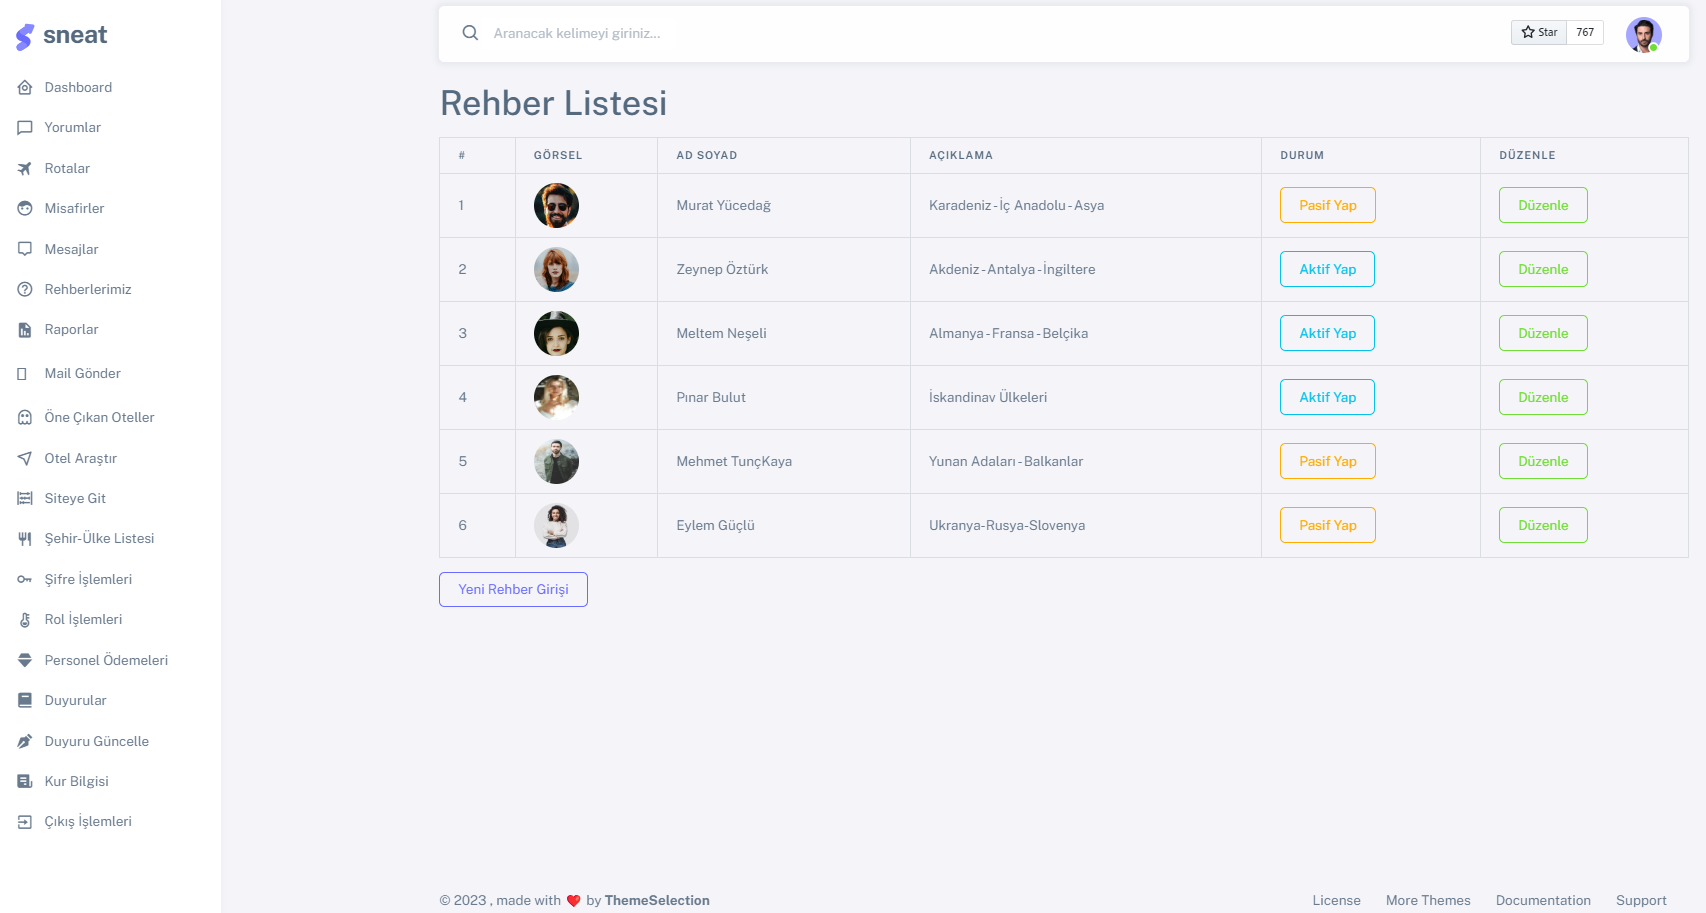 sneat
Dashboard
Yorumlar
Rotalar
Misafirler
Mesajlar
Rehberlerimiz
Raporlar
Mail Gönder
Öne Çıkan Oteller
Otel Araştır
Siteye Git
Şehir-Ülke Listesi
Şifre İşlemleri
Rol İşlemleri
Personel Ödemeleri
Duyurular
Duyuru Güncelle
Kur Bilgisi
Çıkış İşlemleri
Aranacak kelimeyi giriniz...
Star 767
Rehber Listesi
# GÖRSEL AD SOYAD AÇIKLAMA DURUM DÜZENLE
1 Murat Yücedağ Karadeniz - İç Anadolu - Asya Pasif Yap Düzenle
2 Zeynep Öztürk Akdeniz - Antalya - İngiltere Aktif Yap Düzenle
3 Meltem Neşeli Almanya - Fransa - Belçika Aktif Yap Düzenle
4 Pınar Bulut İskandinav Ülkeleri Aktif Yap Düzenle
5 Mehmet TunçKaya Yunan Adaları - Balkanlar Pasif Yap Düzenle
6 Eylem Güçlü Ukranya-Rusya-Slovenya Pasif Yap Düzenle
Yeni Rehber Girişi
© 2023 , made with ❤️ by ThemeSelection
License More Themes Documentation Support